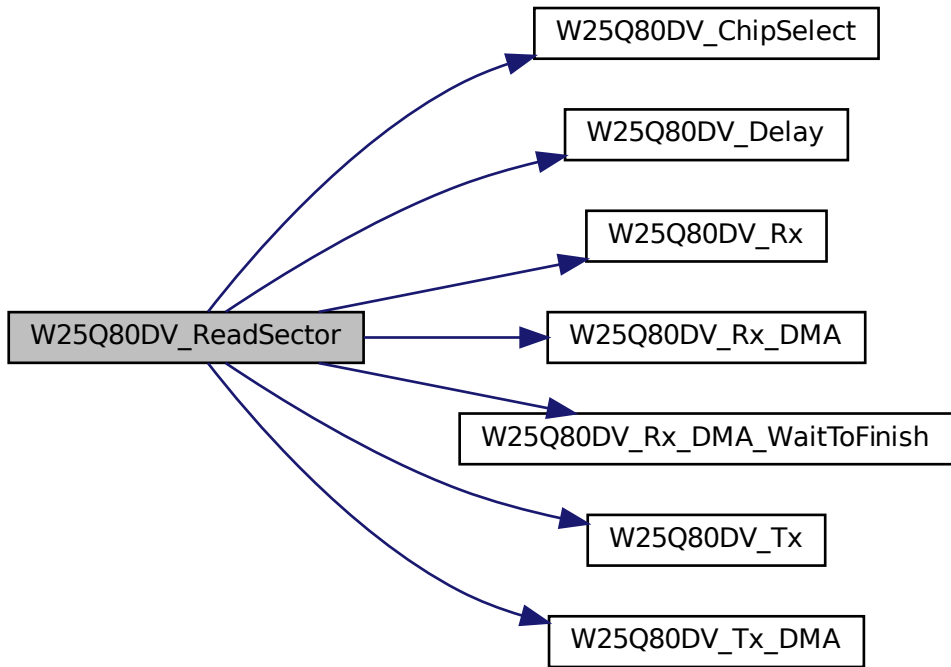 W25Q80DV_ChipSelect
W25Q80DV_Delay
W25Q80DV_Rx
W25Q80DV_ReadSector
W25Q80DV_Rx_DMA
W25Q80DV_Rx_DMA_WaitToFinish
W25Q80DV_Tx
W25Q80DV_Tx_DMA